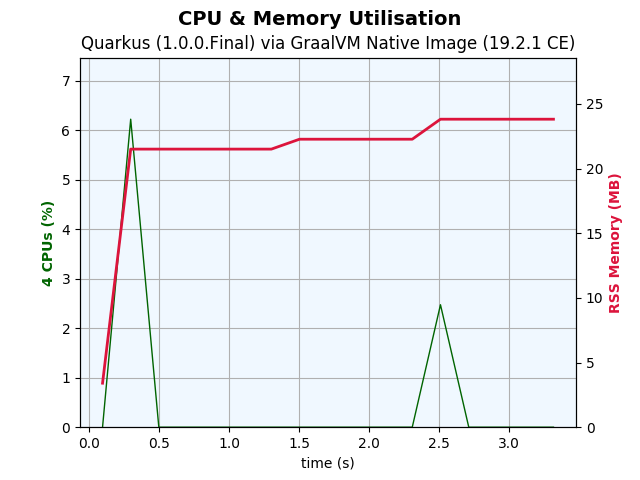 CPU & Memory Utilisation
Quarkus (1.0.0.Final) via GraalVM Native Image (19.2.1 CE)
7
6
5
4
3
2
1
0
4 CPUs (%)
25
20
15
10
5
0
RSS Memory (MB)
0.0 0.5 1.0 1.5 2.0 2.5 3.0
time (s)